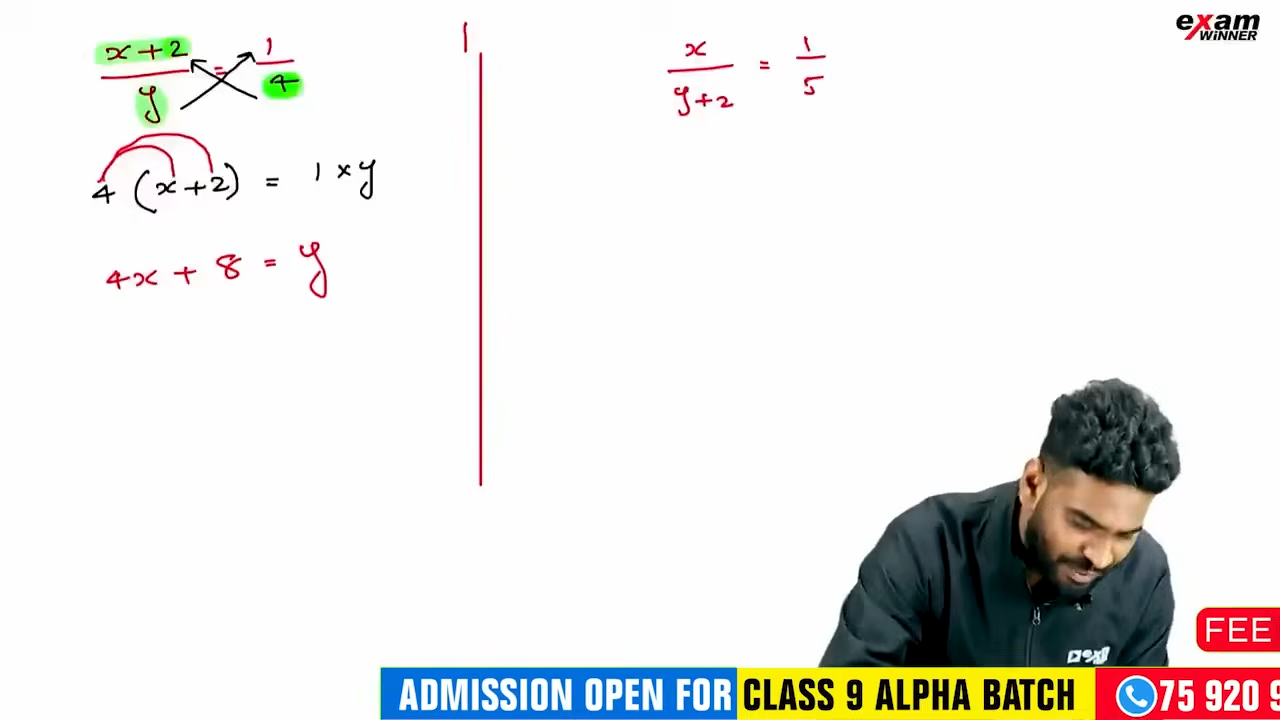 x+2/y = 1/4
4 (x+2) = 1 × y
4x + 8 = y
x/y+2 = 1/5
exam
WiNNER
FEE
ADMISSION OPEN FOR CLASS 9 ALPHA BATCH
75 920 9